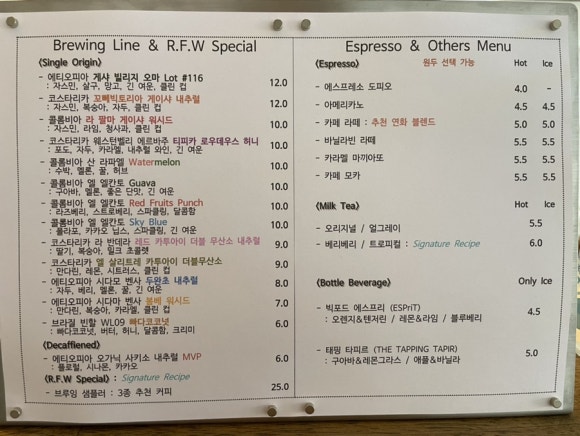 Brewing Line & R.F.W Special
(Single Origin)
- 에티오피아 게샤 빌리지 오마 Lot #116
: 자스민, 살구, 망고, 긴 여운, 클린 컵 12.0
- 코스타리카 꼬삐빅토리아 게이샤 내추럴
: 자스민, 복숭아, 자두, 클린 컵 12.0
- 콜롬비아 라 팔마 게이샤 워시드
: 자스민, 라임, 청사과, 클린 컵 10.0
- 코스타리카 웨스턴밸리 에르바주 티피카 로우데우스 허니
: 포도, 자두, 카라멜, 내추럴 와인, 긴 여운 10.0
- 콜롬비아 산 라파엘 Watermelon
: 수박, 멜론, 꿀, 허브 10.0
- 콜롬비아 엘 엘칸토 Guava
: 구아바, 멜론, 좋은 단맛, 긴 여운 10.0
- 콜롬비아 엘 엘칸토 Red Fruits Punch
: 라즈베리, 스트로베리, 스파클링, 달콤함 10.0
- 콜롬비아 엘 엘칸토 Sky Blue
: 플라포, 카카오 닙스, 스파클링, 긴 여운 10.0
- 코스타리카 라 반데라 레드 카투아이 더블 무산소 내추럴
: 딸기, 복숭아, 밀크 초콜렛 9.0
- 코스타리카 엘 살리트레 카투아이 더블무산소
: 만다린, 레몬, 시트러스, 클린 컵 9.0
- 에티오피아 시다모 벤사 두완초 내추럴
: 자두, 베리, 멜론, 꿀, 긴 여운 8.0
- 에티오피아 시다마 벤사 봄베 워시드
: 만다린, 복숭아, 카라멜, 클린 컵 7.0
- 브라질 빈할 WL09 빠다코코넛
: 빠다코코넛, 버터, 허니, 달콤함, 크리미 6.0
(Decaffiened)
- 에티오피아 오가닉 사키소 내추럴 MVP
: 플로럴, 시나몬, 카카오 6.0
(R.F.W Special) : Signature Recipe
- 브루잉 샘플러 : 3종 추천 커피 25.0
Espresso & Others Menu
(Espresso) 원두 선택 가능 Hot Ice
- 에스프레소 도피오 4.0 -
- 아메리카노 4.5 4.5
- 카페 라떼 : 추천 연화 블렌드 5.0 5.0
- 바닐라빈 라떼 5.5 5.5
- 카라멜 마끼아또 5.5 5.5
- 카페 모카 5.5 5.5
(Milk Tea) Hot Ice
- 오리지널 / 얼그레이 5.5
- 베리베리 / 트로피컬 : Signature Recipe 6.0
(Bottle Beverage) Only Ice
- 빅포드 에스프리 (ESPriT)
: 오렌지&텐저린 / 레몬&라임 / 블루베리 4.5
- 태핑 타피르 (THE TAPPING TAPIR)
: 구아바&레몬그라스 / 애플&바닐라 5.0